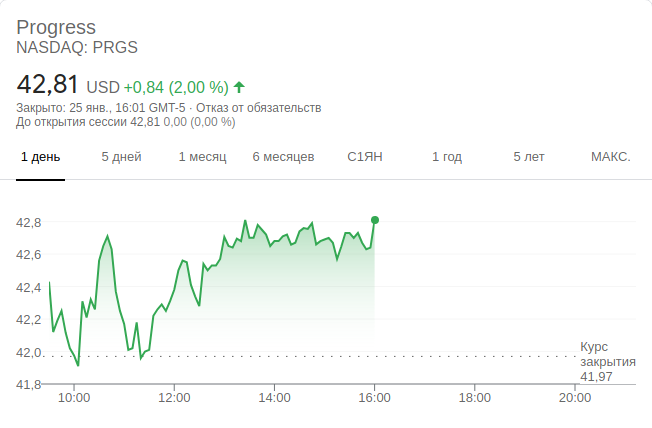 Progress
NASDAQ: PRGS
42,81 USD +0,84 (2,00 %)
Закрыто: 25 янв., 16:01 GMT-5 · Отказ от обязательств
До открытия сессии 42,81 0,00 (0,00 %)
1 день 5 дней 1 месяц 6 месяцев С1ЯН 1 год 5 лет МАКС.
42,8
42,6
42,4
42,2
42,0
41,8
Курс
закрытия
41,97
10:00 12:00 14:00 16:00 18:00 20:00